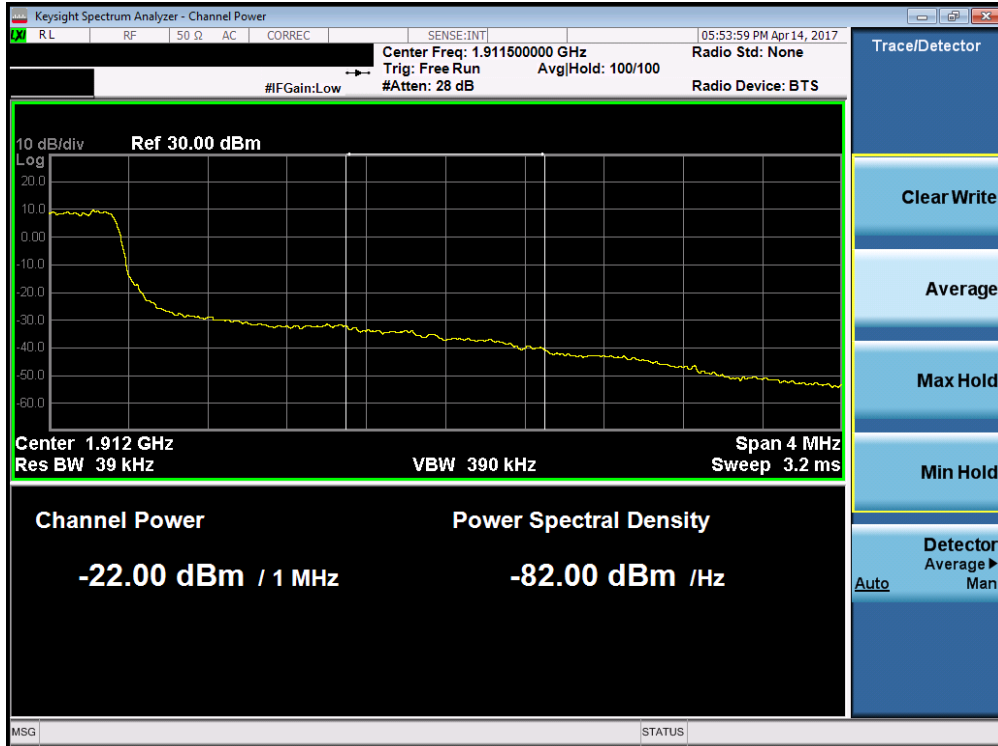 Keysight Spectrum Analyzer - Channel Power
LXI RL RF 50 Ω AC CORREC SENSE:INT 05:53:59 PM Apr 14, 2017
Center Freq: 1.911500000 GHz Radio Std: None
Trig: Free Run Avg|Hold: 100/100
#IFGain:Low #Atten: 28 dB Radio Device: BTS
10 dB/div Ref 30.00 dBm
Log
20.0
10.0
0.00
-10.0
-20.0
-30.0
-40.0
-50.0
-60.0
Center 1.912 GHz Span 4 MHz
Res BW 39 kHz VBW 390 kHz Sweep 3.2 ms
Channel Power Power Spectral Density
-22.00 dBm / 1 MHz -82.00 dBm /Hz
MSG STATUS
Trace/Detector
Clear Write
Average
Max Hold
Min Hold
Detector
Average▶
Auto Man